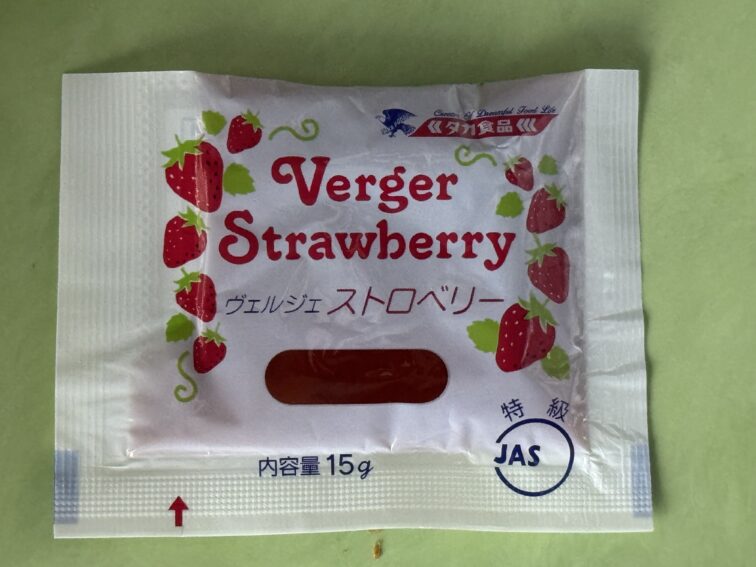 Creator Of Dreamful Food Life
タカ食品
Verger
Strawberry
ヴェルジェ ストロベリー
特級
JAS
内容量 15g